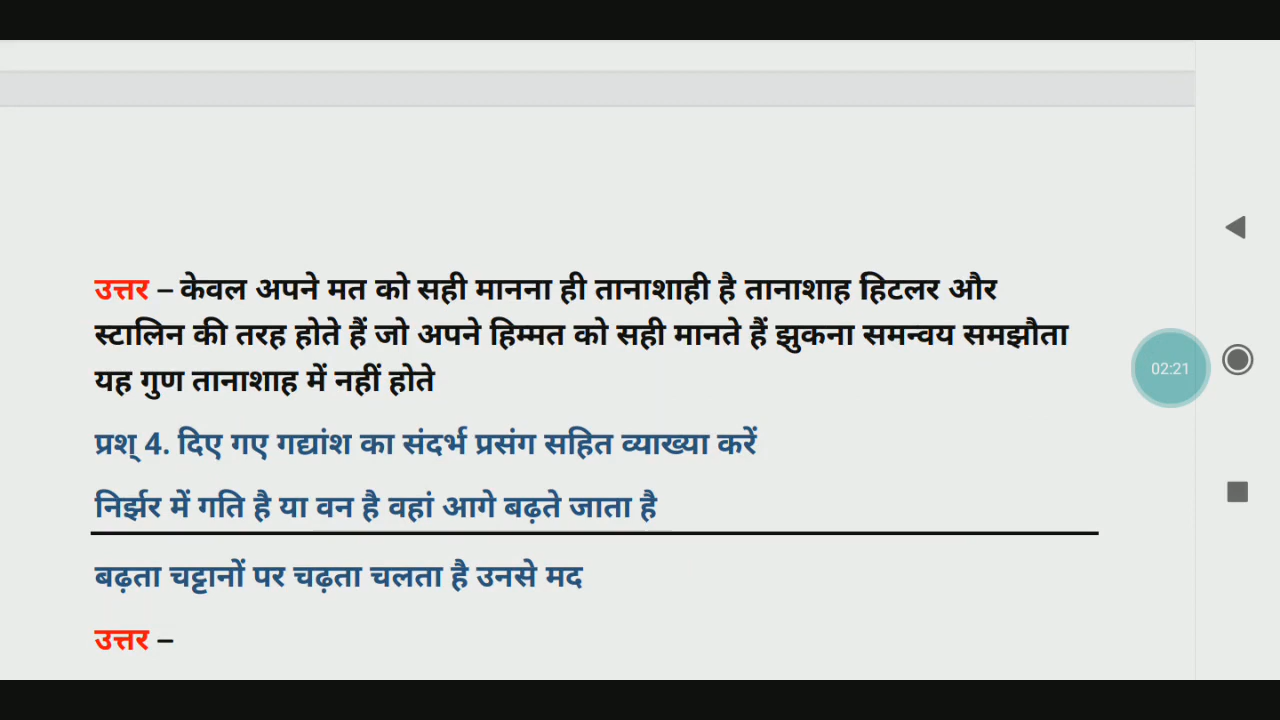 उत्तर – केवल अपने मत को सही मानना ही तानाशाही है तानाशाह हिटलर और
स्टालिन की तरह होते हैं जो अपने हिम्मत को सही मानते हैं झुकना समन्वय समझौता
यह गुण तानाशाह में नहीं होते
02:21
प्रश् 4. दिए गए गद्यांश का संदर्भ प्रसंग सहित व्याख्या करें
निर्झर में गति है या वन है वहां आगे बढ़ते जाता है
बढ़ता चट्टानों पर चढ़ता चलता है उनसे मद
उत्तर –